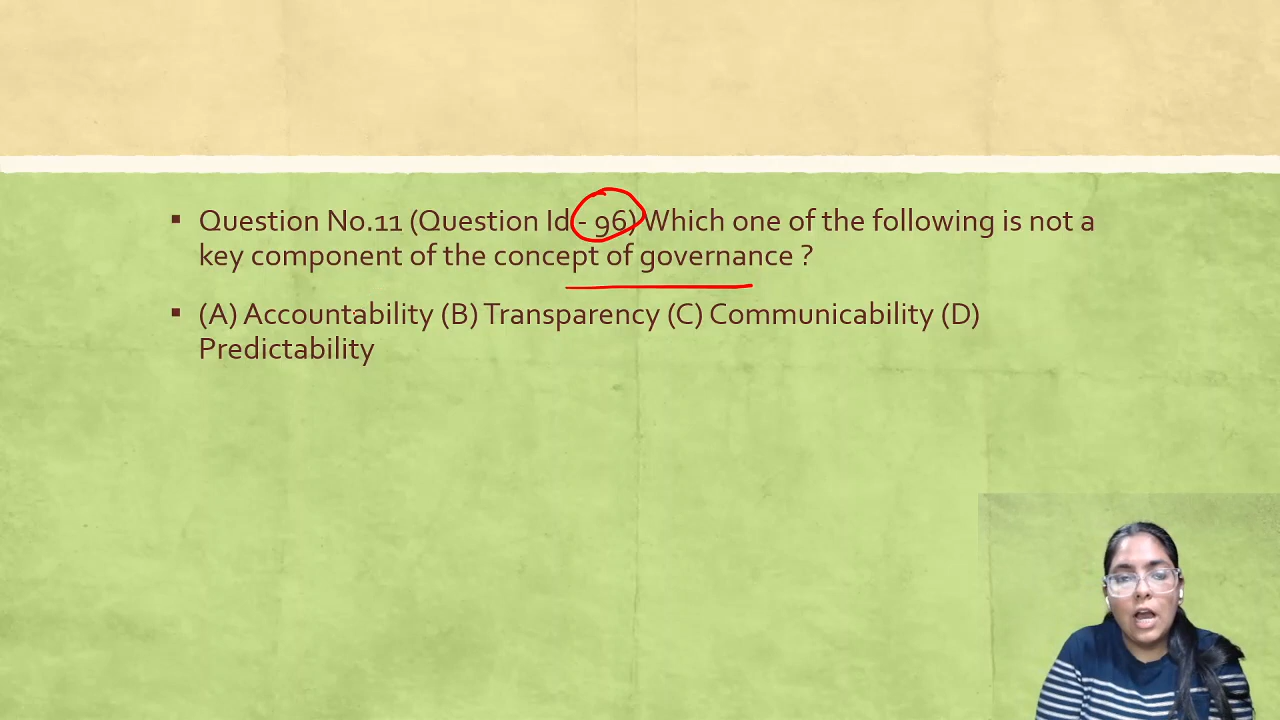 ▪ Question No.11 (Question Id - 96) Which one of the following is not a
key component of the concept of governance ?
▪ (A) Accountability (B) Transparency (C) Communicability (D)
Predictability